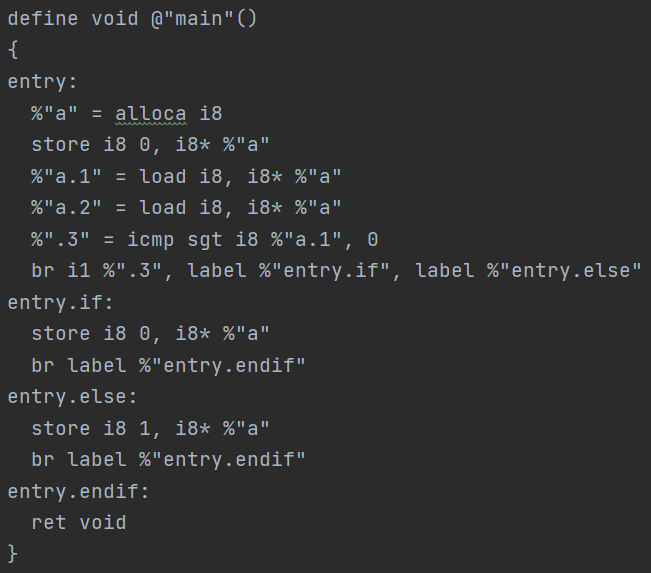 define void @"main"()
{
entry:
  %"a" = alloca i8
  store i8 0, i8* %"a"
  %"a.1" = load i8, i8* %"a"
  %"a.2" = load i8, i8* %"a"
  %".3" = icmp sgt i8 %"a.1", 0
  br i1 %".3", label %"entry.if", label %"entry.else"
entry.if:
  store i8 0, i8* %"a"
  br label %"entry.endif"
entry.else:
  store i8 1, i8* %"a"
  br label %"entry.endif"
entry.endif:
  ret void
}